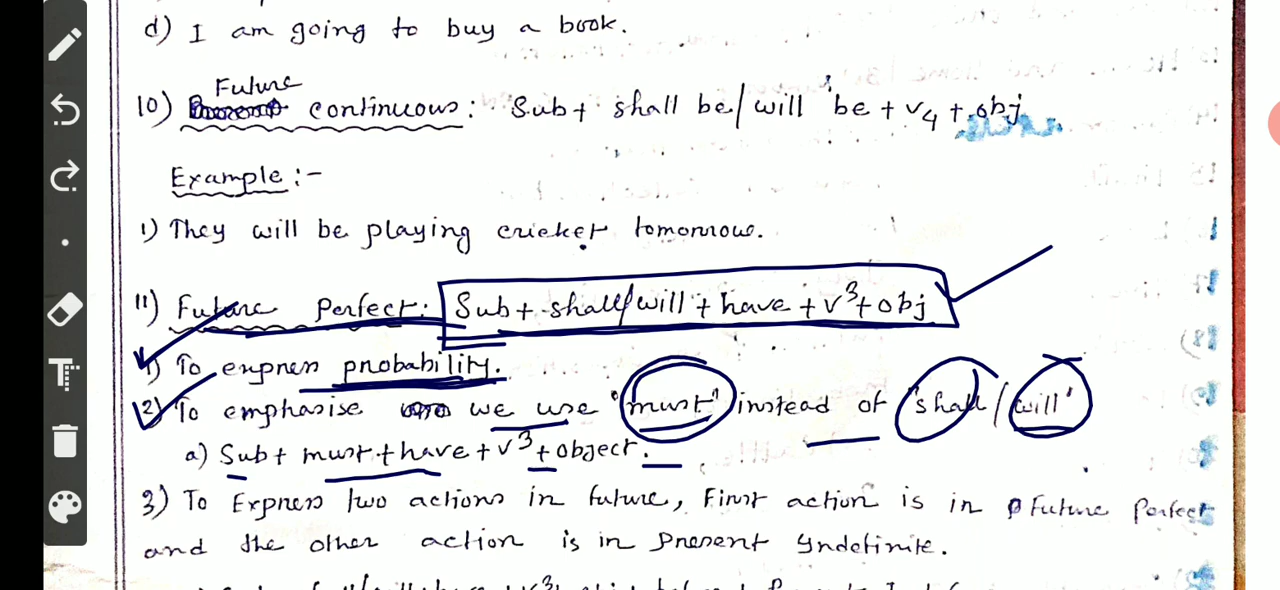 d) I am going to buy a book.
Future
10) continuous: Sub + shall be/will be + v4 + obj
Example :-
1) They will be playing cricket tomorrow.
11) Future Perfect: Sub + shall/will + have + v3 + obj
1) To express probability.
2) To emphasise we use "must" instead of "shall/will"
a) Sub + must + have + v3 + object.
3) To Express two actions in future, First action is in Future Perfect
and the other action is in Present Indefinite.